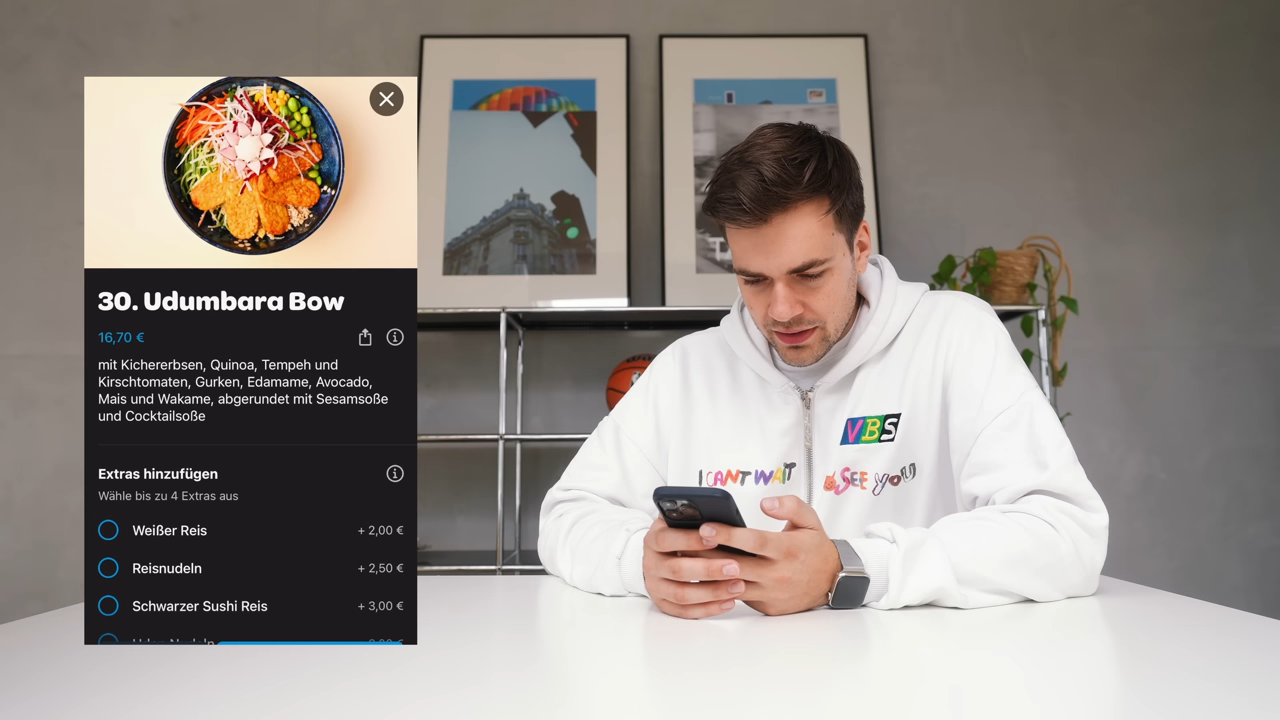 30. Udumbara Bow
16,70 €
mit Kichererbsen, Quinoa, Tempeh und
Kirschtomaten, Gurken, Edamame, Avocado,
Mais und Wakame, abgerundet mit Sesamsoße
und Cocktailsoße
Extras hinzufügen
Wähle bis zu 4 Extras aus
Weißer Reis + 2,00 €
Reisnudeln + 2,50 €
Schwarzer Sushi Reis + 3,00 €
VBS
I CANT WAIT
SEE YOU